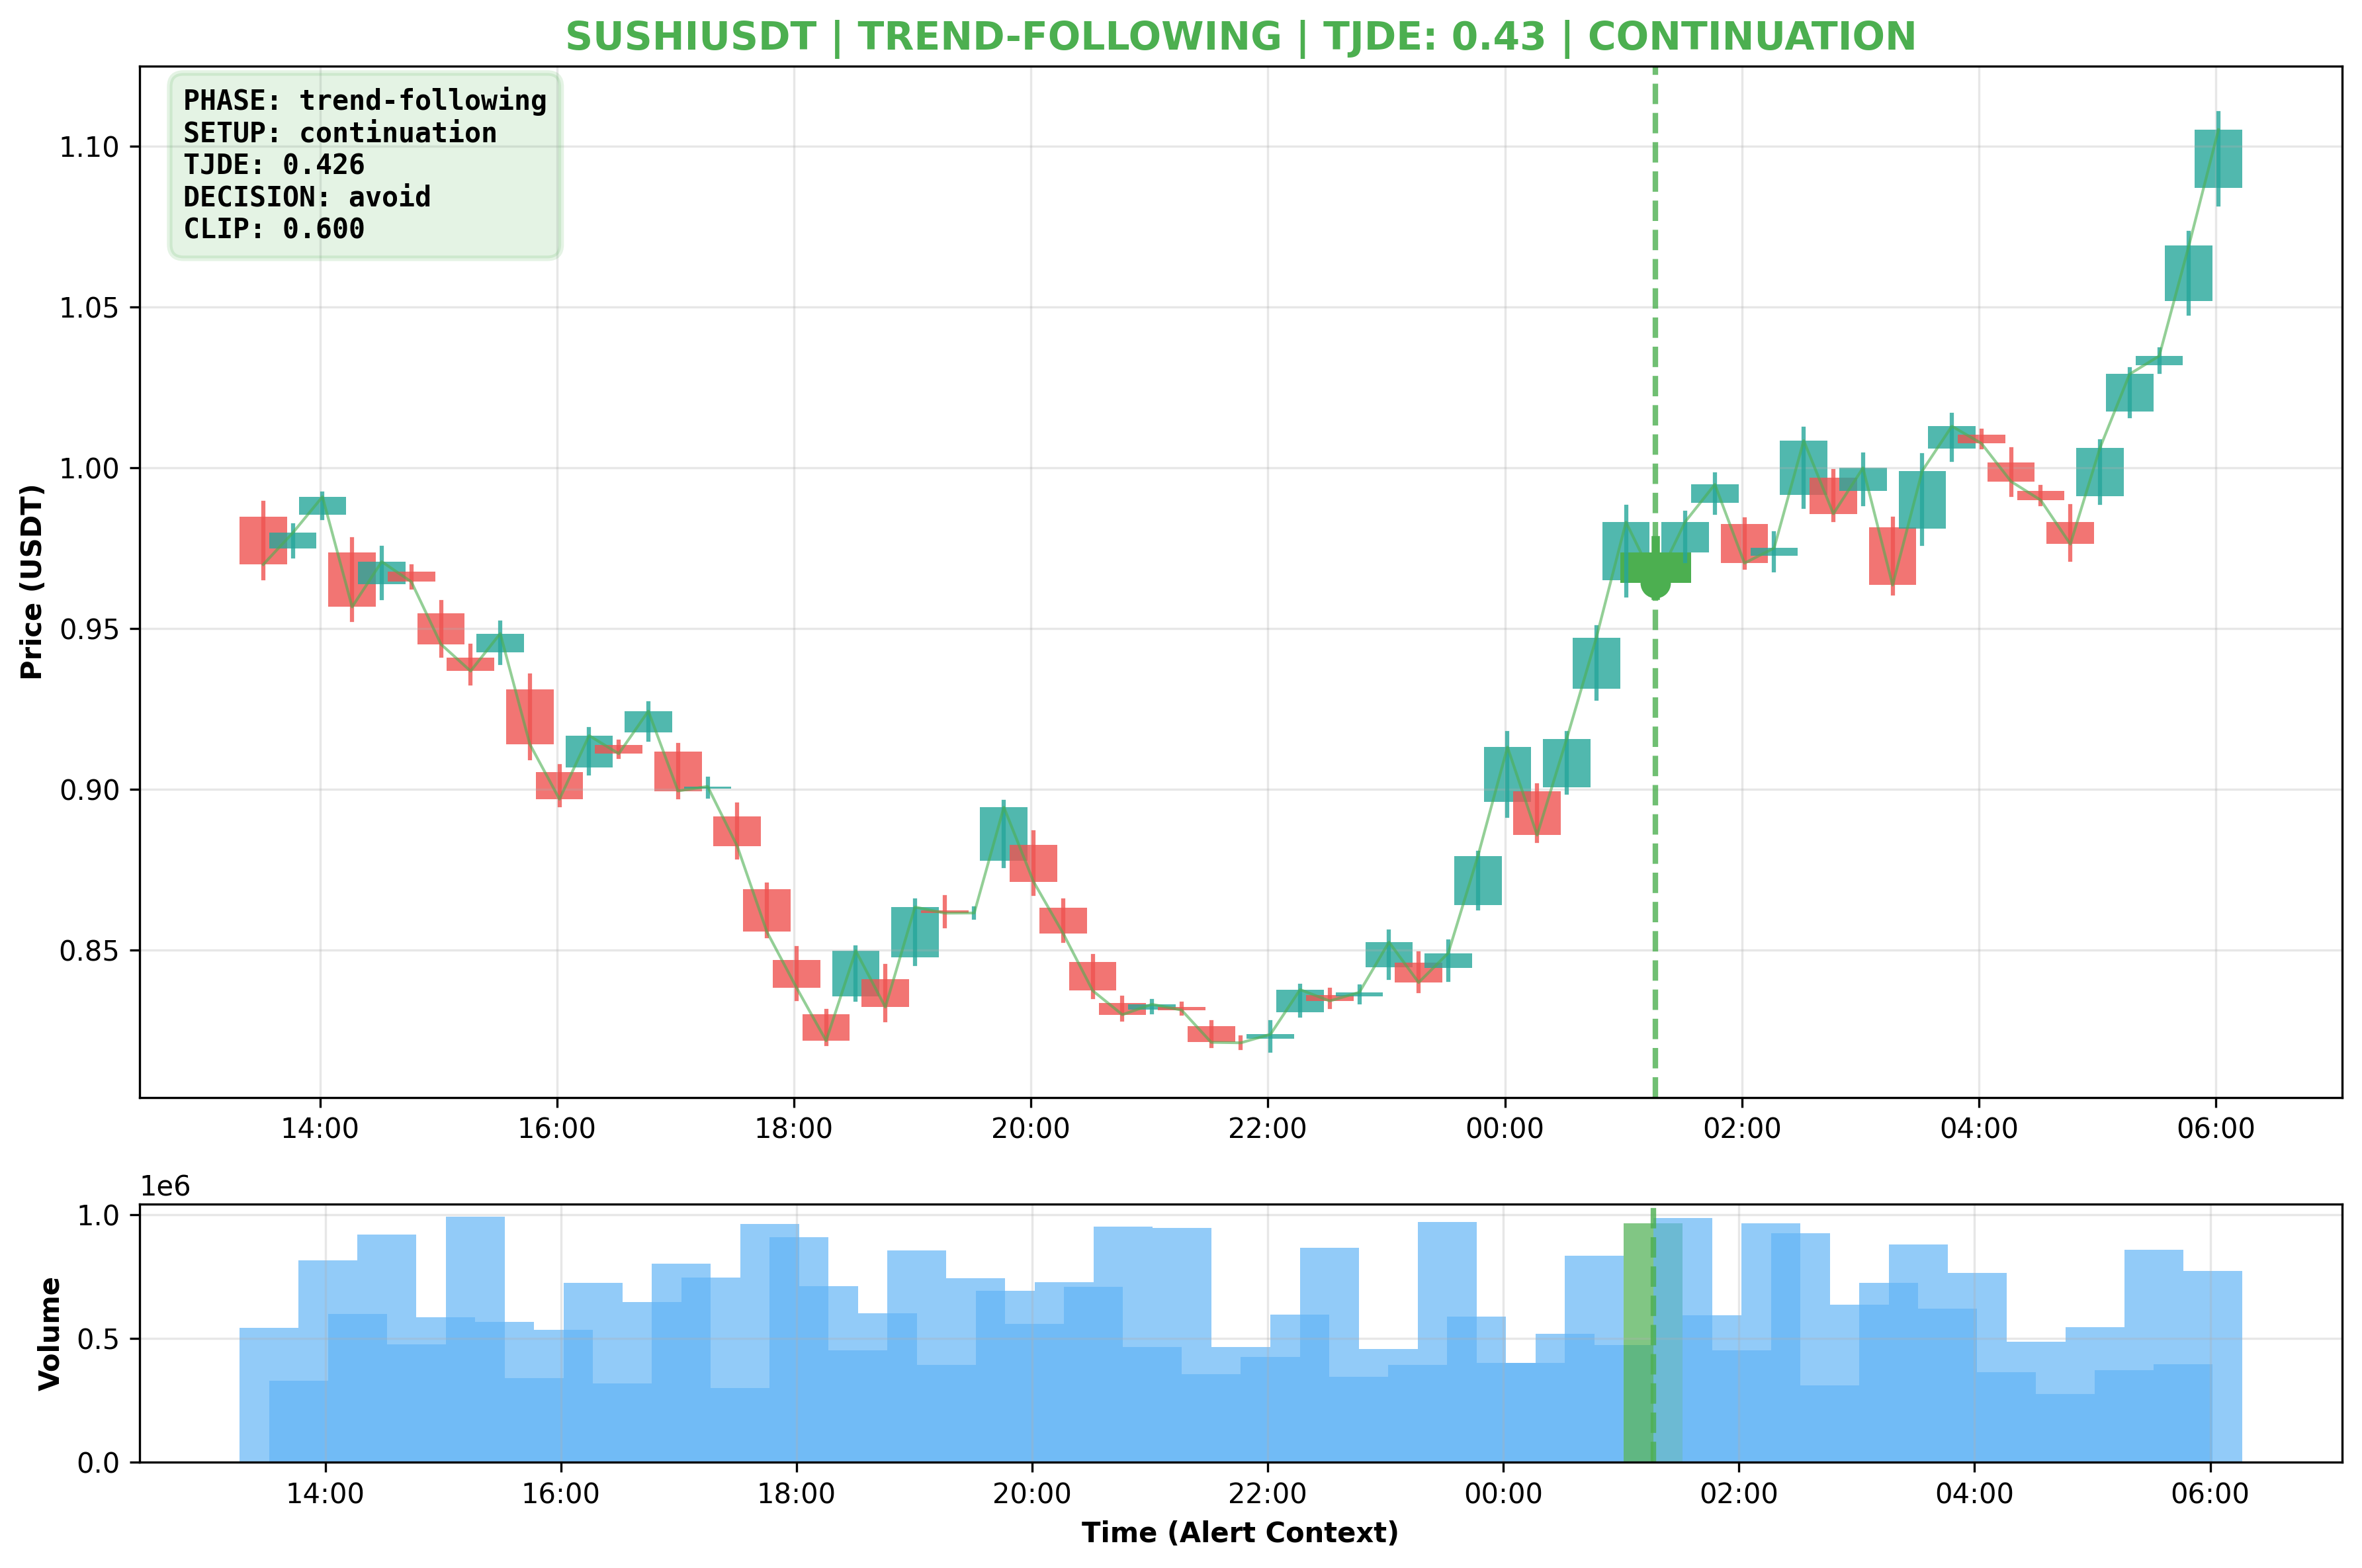 SUSHIUSDT | TREND-FOLLOWING | TJDE: 0.43 | CONTINUATION
PHASE: trend-following
SETUP: continuation
TJDE: 0.426
DECISION: avoid
CLIP: 0.600
Price (USDT)
1.10
1.05
1.00
0.95
0.90
0.85
14:00 16:00 18:00 20:00 22:00 00:00 02:00 04:00 06:00
1e6
Volume
1.0
0.5
0.0
14:00 16:00 18:00 20:00 22:00 00:00 02:00 04:00 06:00
Time (Alert Context)